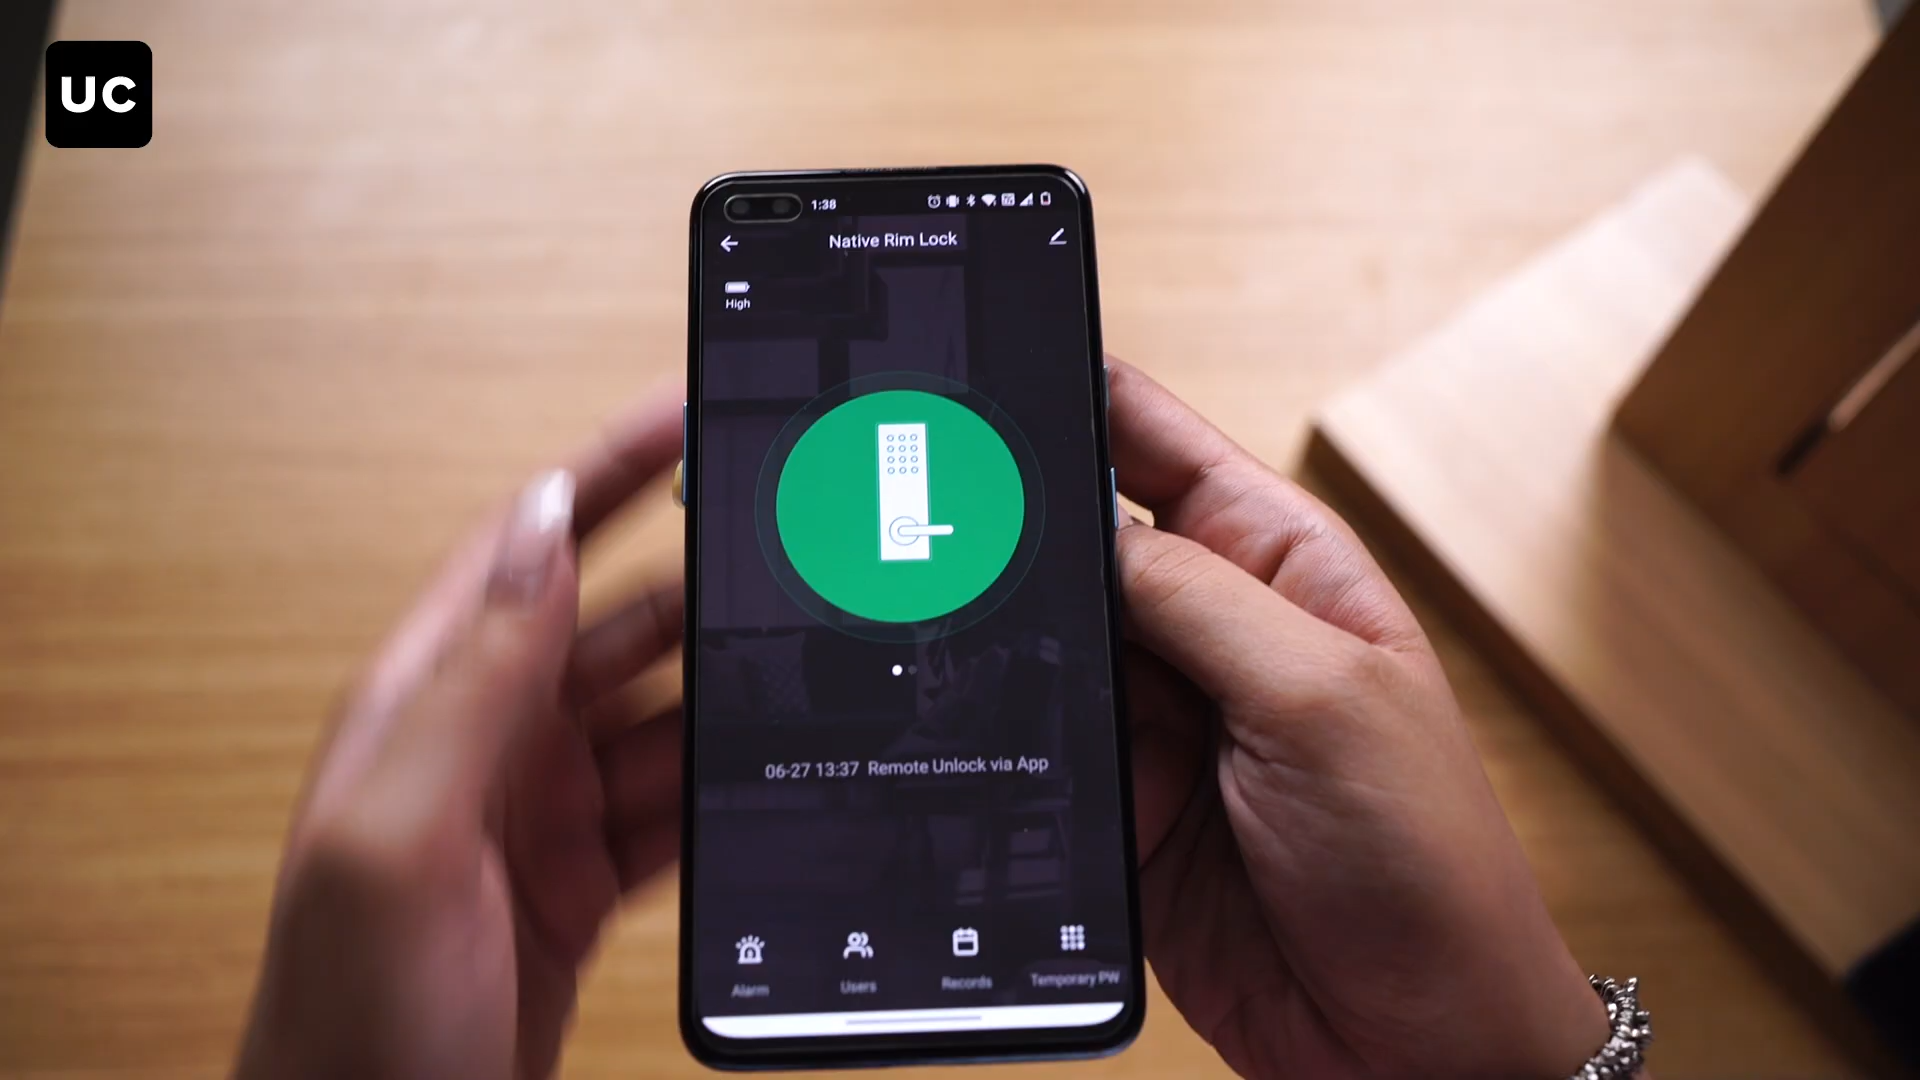 UC
1:38
Native Rim Lock
High
06-27 13:37 Remote Unlock via App
Alarm
Users
Records
Temporary PW